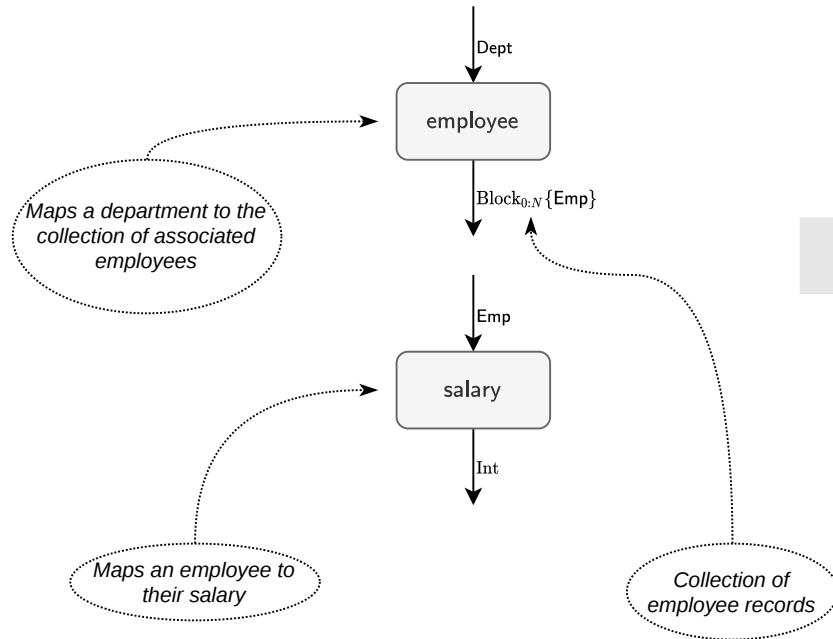 Dept
employee
Maps a department to the
collection of associated
employees
Block₀:N{Emp}
Emp
salary
Int
Maps an employee to
their salary
Collection of
employee records